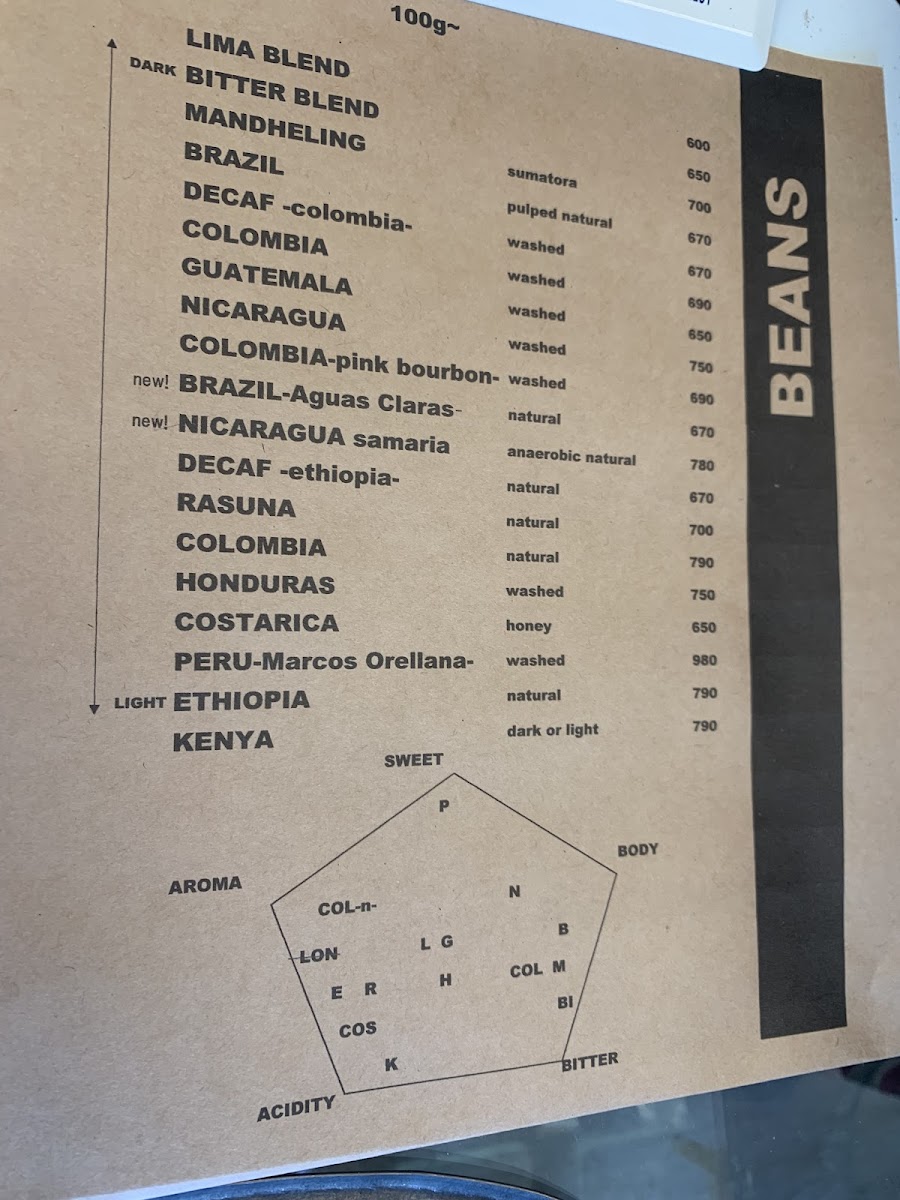 100g~
LIMA BLEND 600
DARK BITTER BLEND 650
MANDHELING sumatora 700
BRAZIL pulped natural 670
DECAF -colombia- washed 670
COLOMBIA washed 690
GUATEMALA washed 650
NICARAGUA washed 750
COLOMBIA-pink bourbon- washed 690
new! BRAZIL-Aguas Claras- natural 670
new! NICARAGUA samaria anaerobic natural 780
DECAF -ethiopia- natural 670
RASUNA natural 700
COLOMBIA natural 790
HONDURAS washed 750
COSTARICA honey 650
PERU-Marcos Orellana- washed 980
LIGHT ETHIOPIA natural 790
KENYA dark or light 790
BEANS
SWEET
P
BODY
AROMA
N
COL-n-
B
L G
LON
COL M
H
E R
BI
COS
K
BITTER
ACIDITY